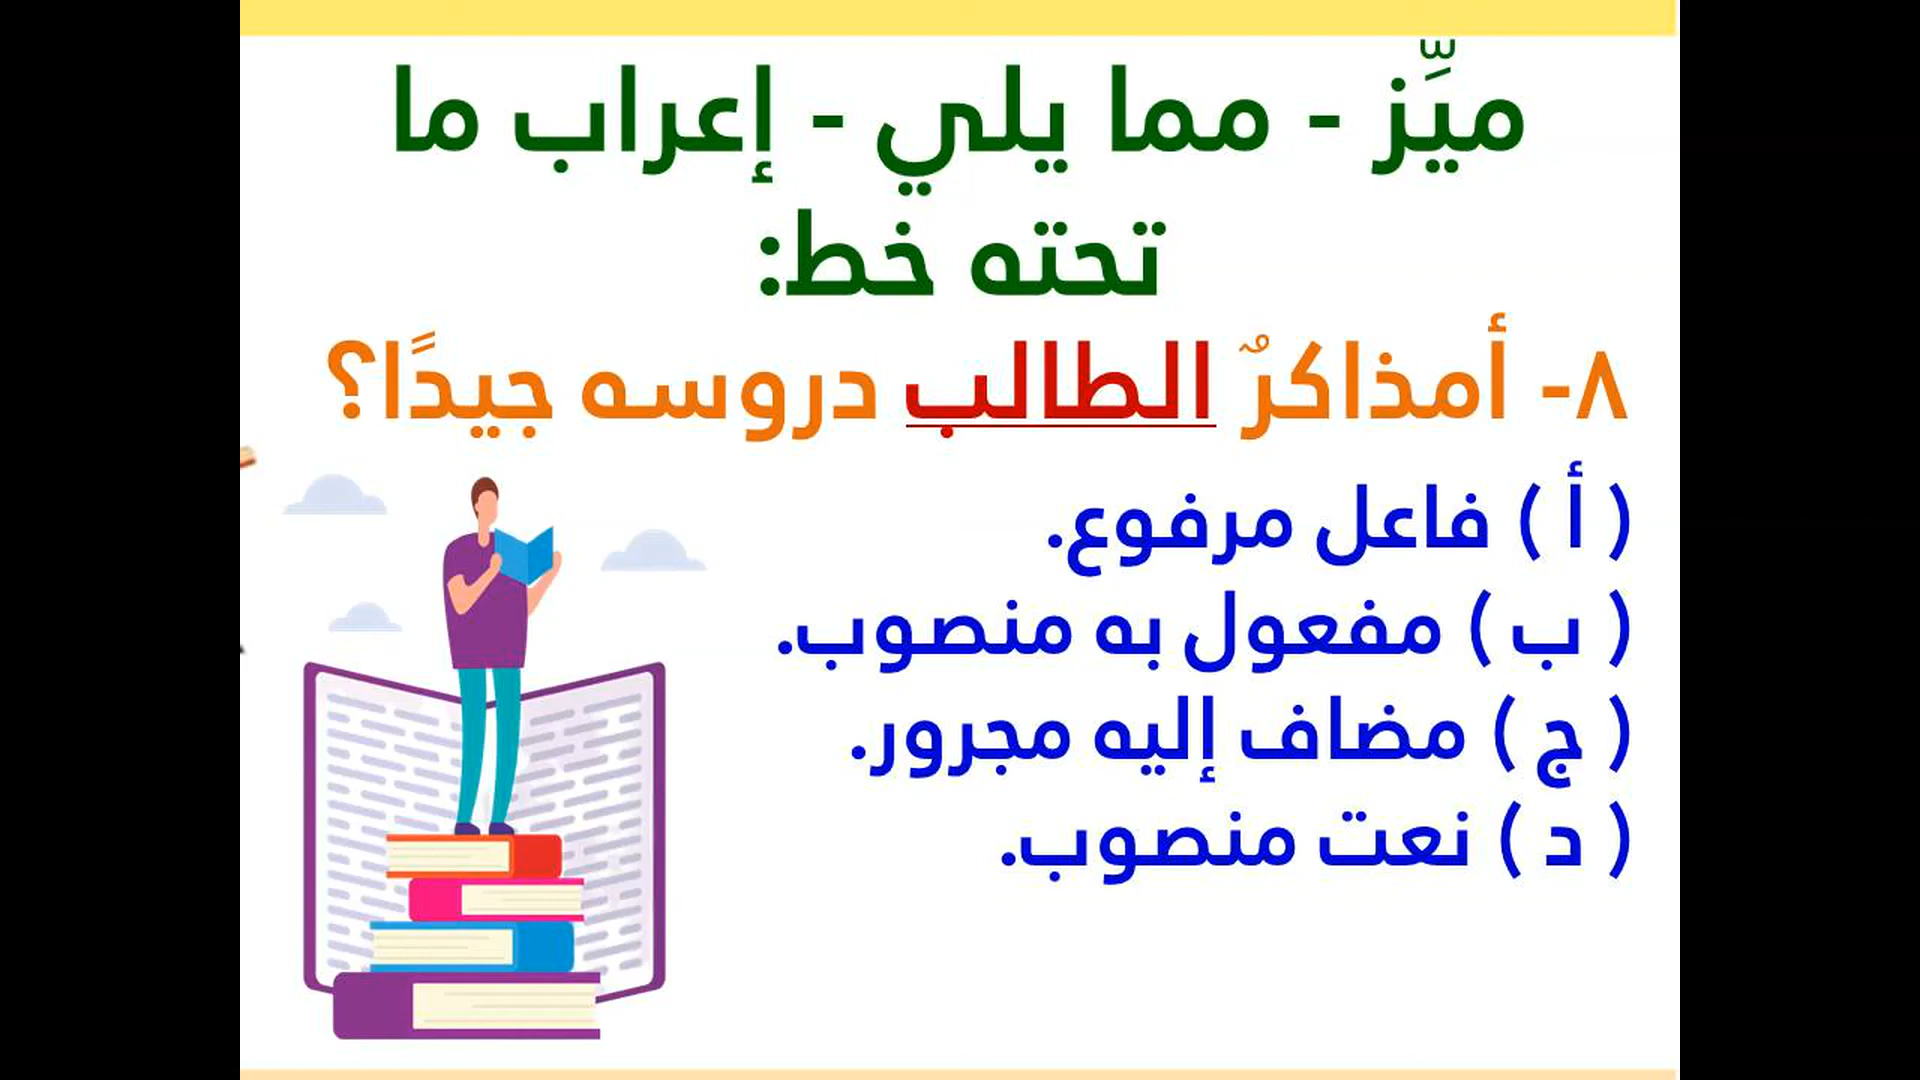 ميَِّز - مما يلي - إعراب ما
تحته خط:
٨- أمذاكرٌ الطالب دروسه جيدًا؟
( أ ) فاعل مرفوع.
( ب ) مفعول به منصوب.
( ج ) مضاف إليه مجرور.
( د ) نعت منصوب.